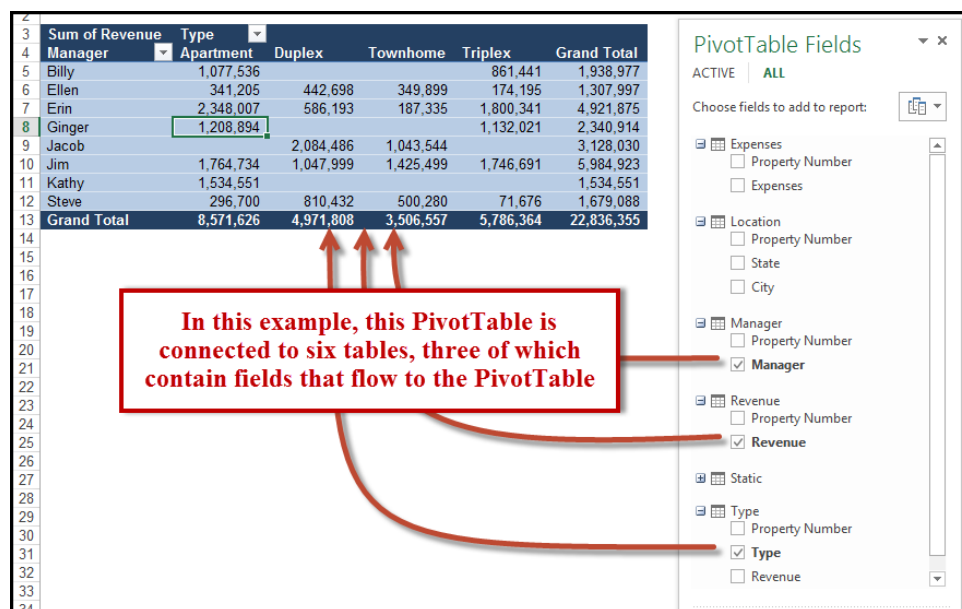 2
3 Sum of Revenue Type
4 Manager Apartment Duplex Townhome Triplex Grand Total
5 Billy 1,077,536 861,441 1,938,977
6 Ellen 341,205 442,698 349,899 174,195 1,307,997
7 Erin 2,348,007 586,193 187,335 1,800,341 4,921,875
8 Ginger 1,208,894 1,132,021 2,340,914
9 Jacob 2,084,486 1,043,544 3,128,030
10 Jim 1,764,734 1,047,999 1,425,499 1,746,691 5,984,923
11 Kathy 1,534,551 1,534,551
12 Steve 296,700 810,432 500,280 71,676 1,679,088
13 Grand Total 8,571,626 4,971,808 3,506,557 5,786,364 22,836,355
14
15
16
17
18
19
20
21
22
23
24
25
26
27
28
29
30
31
32
33
34
In this example, this PivotTable is
connected to six tables, three of which
contain fields that flow to the PivotTable
PivotTable Fields
ACTIVE ALL
Choose fields to add to report:
Expenses
Property Number
Expenses
Location
Property Number
State
City
Manager
Property Number
Manager
Revenue
Property Number
Revenue
Static
Type
Property Number
Type
Revenue